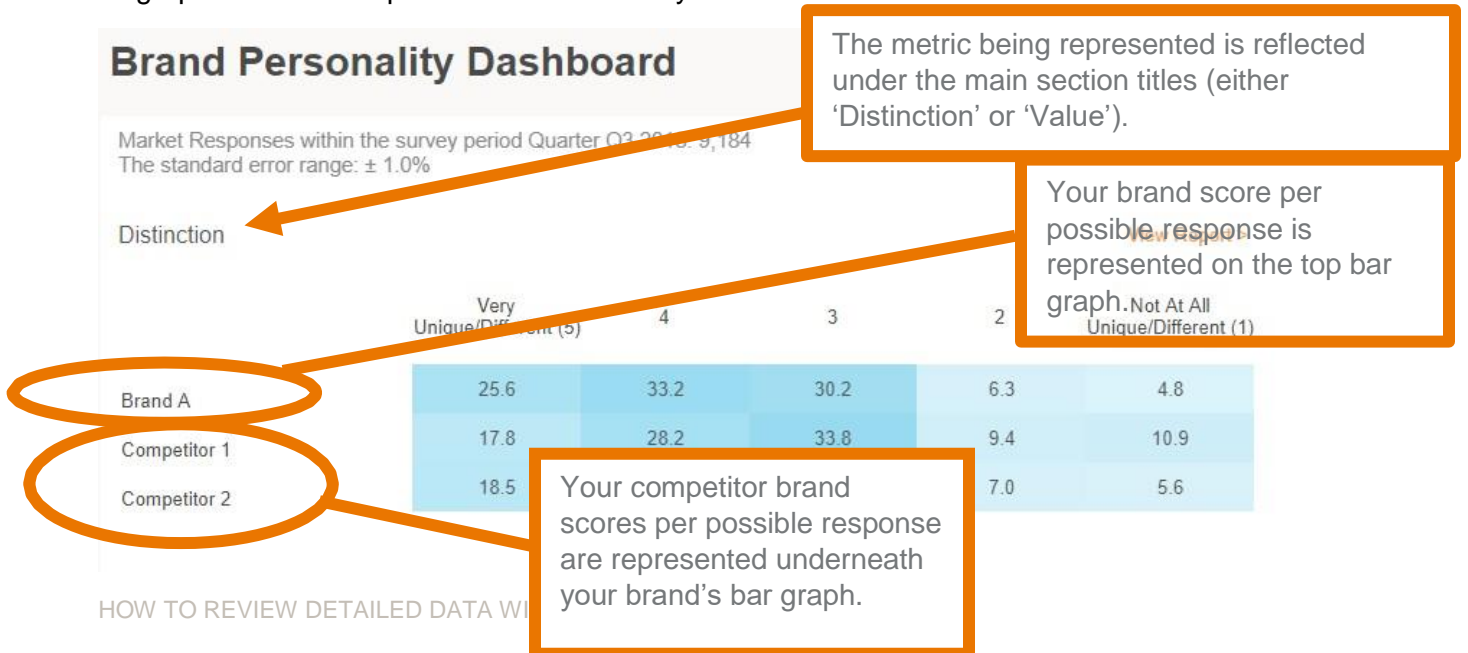 Brand Personality Dashboard
The metric being represented is reflected
under the main section titles (either
‘Distinction’ or ‘Value’).
Market Responses within the survey period Quarter Q3 9,184
The standard error range: ± 1.0%
Your brand score per
possible response is
represented on the top bar
graph.
Distinction
Very
Unique/Different (5)
4
3
2
Not At All
Unique/Different (1)
Brand A
25.6
33.2
30.2
6.3
4.8
Competitor 1
17.8
28.2
33.8
9.4
10.9
Competitor 2
18.5
7.0
5.6
Your competitor brand
scores per possible response
are represented underneath
your brand’s bar graph.
HOW TO REVIEW DETAILED DATA